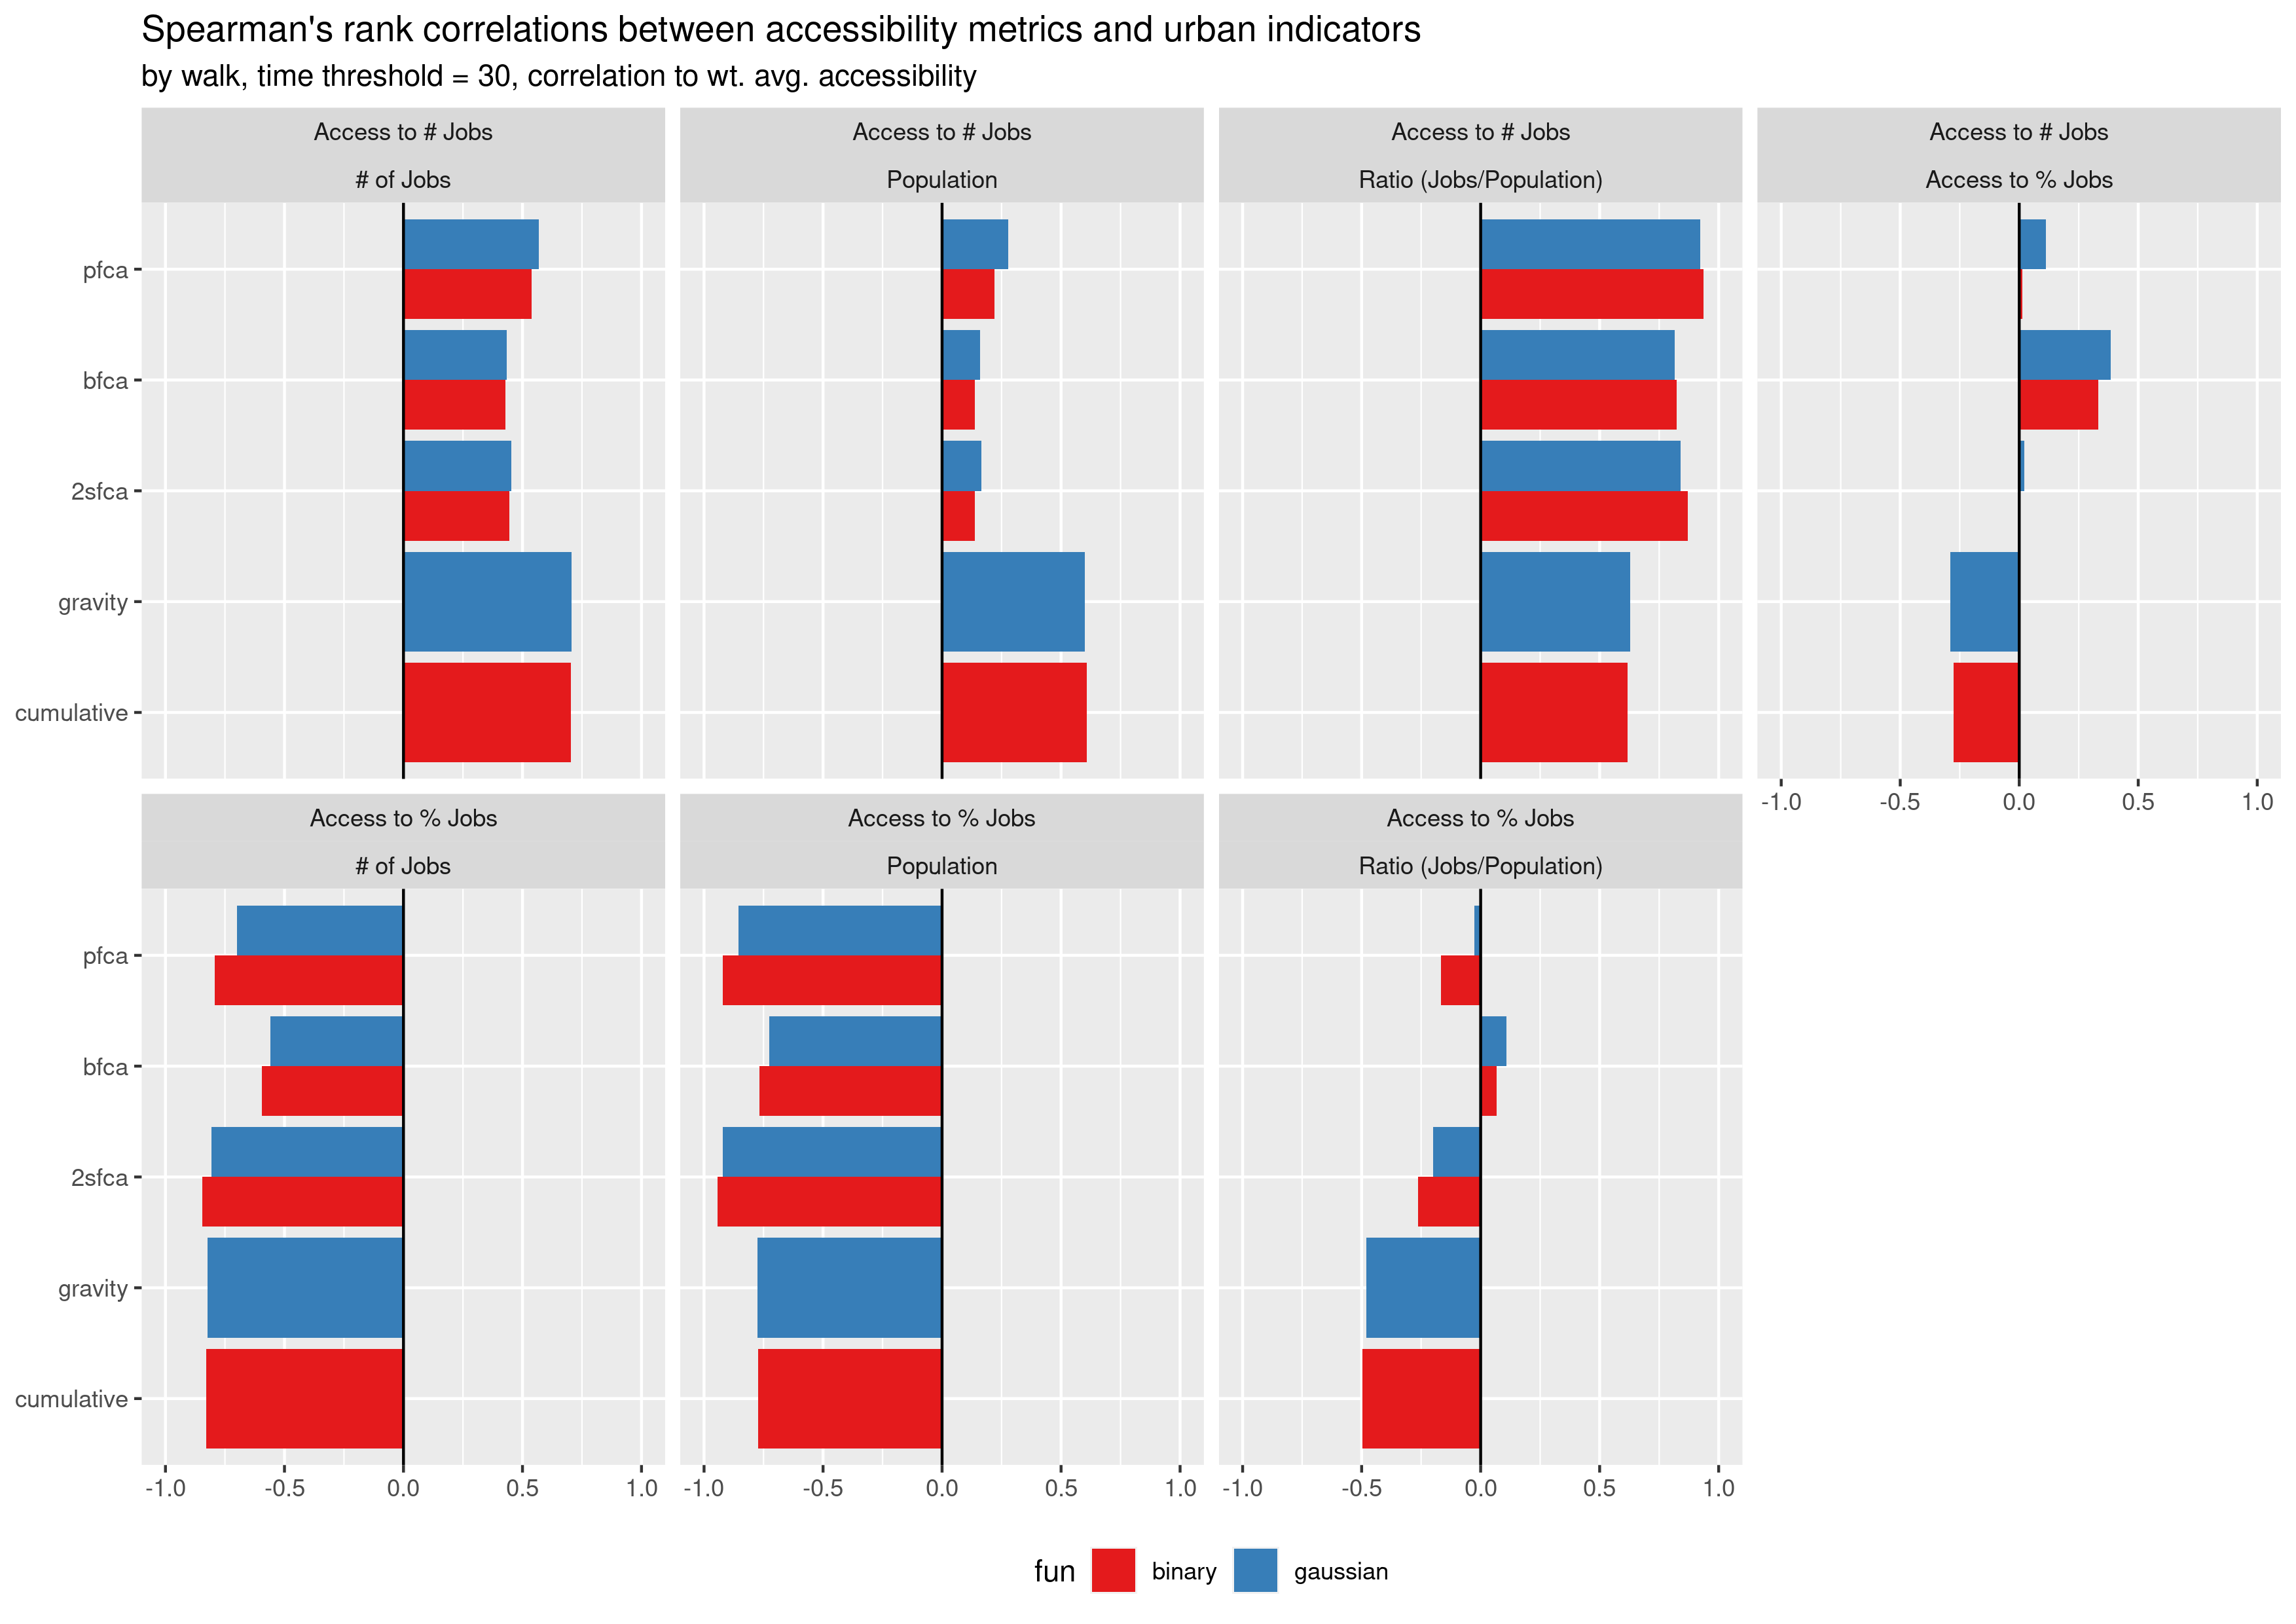 Spearman's rank correlations between accessibility metrics and urban indicators
by walk, time threshold = 30, correlation to wt. avg. accessibility
Access to # Jobs
# of Jobs
Access to # Jobs
Population
Access to # Jobs
Ratio (Jobs/Population)
Access to # Jobs
Access to % Jobs
pfca
bfca
2sfca
gravity
cumulative
-1.0 -0.5 0.0 0.5 1.0
Access to % Jobs
# of Jobs
Access to % Jobs
Population
Access to % Jobs
Ratio (Jobs/Population)
pfca
bfca
2sfca
gravity
cumulative
-1.0 -0.5 0.0 0.5 1.0
-1.0 -0.5 0.0 0.5 1.0
-1.0 -0.5 0.0 0.5 1.0
fun binary gaussian